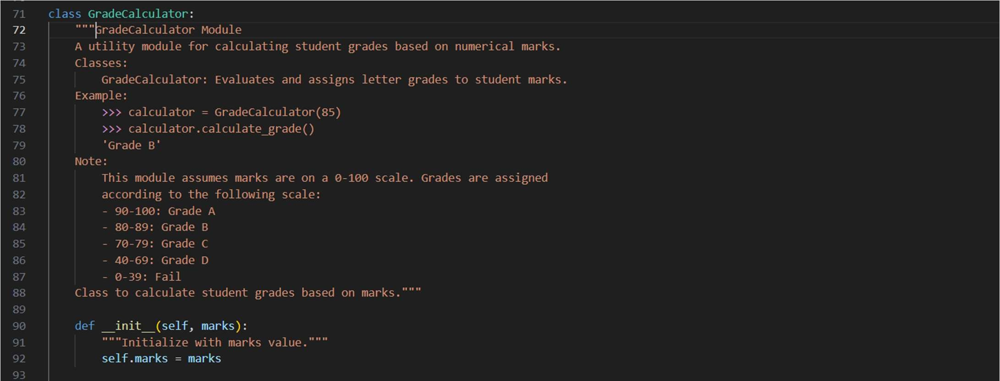 71 class GradeCalculator:
72     """GradeCalculator Module
73     A utility module for calculating student grades based on numerical marks.
74     Classes:
75         GradeCalculator: Evaluates and assigns letter grades to student marks.
76     Example:
77         >>> calculator = GradeCalculator(85)
78         >>> calculator.calculate_grade()
79         'Grade B'
80     Note:
81         This module assumes marks are on a 0-100 scale. Grades are assigned
82         according to the following scale:
83         - 90-100: Grade A
84         - 80-89: Grade B
85         - 70-79: Grade C
86         - 40-69: Grade D
87         - 0-39: Fail
88     Class to calculate student grades based on marks."""
89
90     def __init__(self, marks):
91         """Initialize with marks value."""
92         self.marks = marks
93